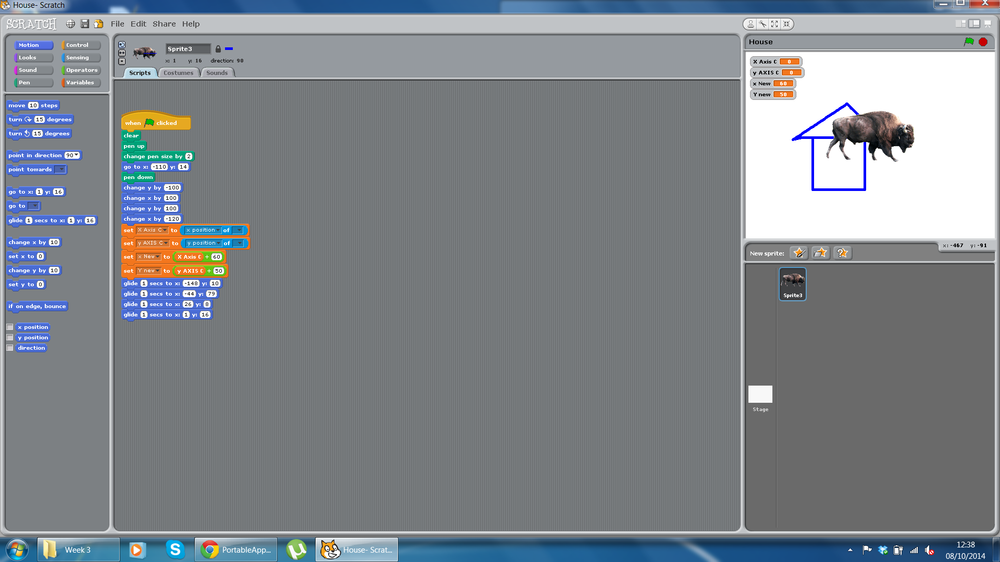 House- Scratch
SCRATCH File Edit Share Help
Motion Control
Looks Sensing
Sound Operators
Pen Variables
move 10 steps
turn 15 degrees
turn 15 degrees
point in direction 90
point towards
go to x: 1 y: 16
go to
glide 1 secs to x: 1 y: 16
change x by 10
set x to 0
change y by 10
set y to 0
if on edge, bounce
x position
y position
direction
Sprite3
x: 1 y: 16 direction: 90
Scripts Costumes Sounds
when clicked
clear
pen up
change pen size by 2
go to x: -110 y: 14
pen down
change y by -100
change x by 100
change y by 100
change x by -120
set X Axis C to x position of
set y AXIS C to y position of
set x New to X Axis C + 60
set Y new to y AXIS C + 50
glide 1 secs to x: -148 y: 10
glide 1 secs to x: -44 y: 79
glide 1 secs to x: 26 y: 8
glide 1 secs to x: 1 y: 16
House
X Axis C 0
y AXIS C 0
x New 60
Y new 50
x: -467 y: -91
New sprite:
Sprite3
Stage
Week 3
PortableApp...
House- Scrat...
12:38
08/10/2014